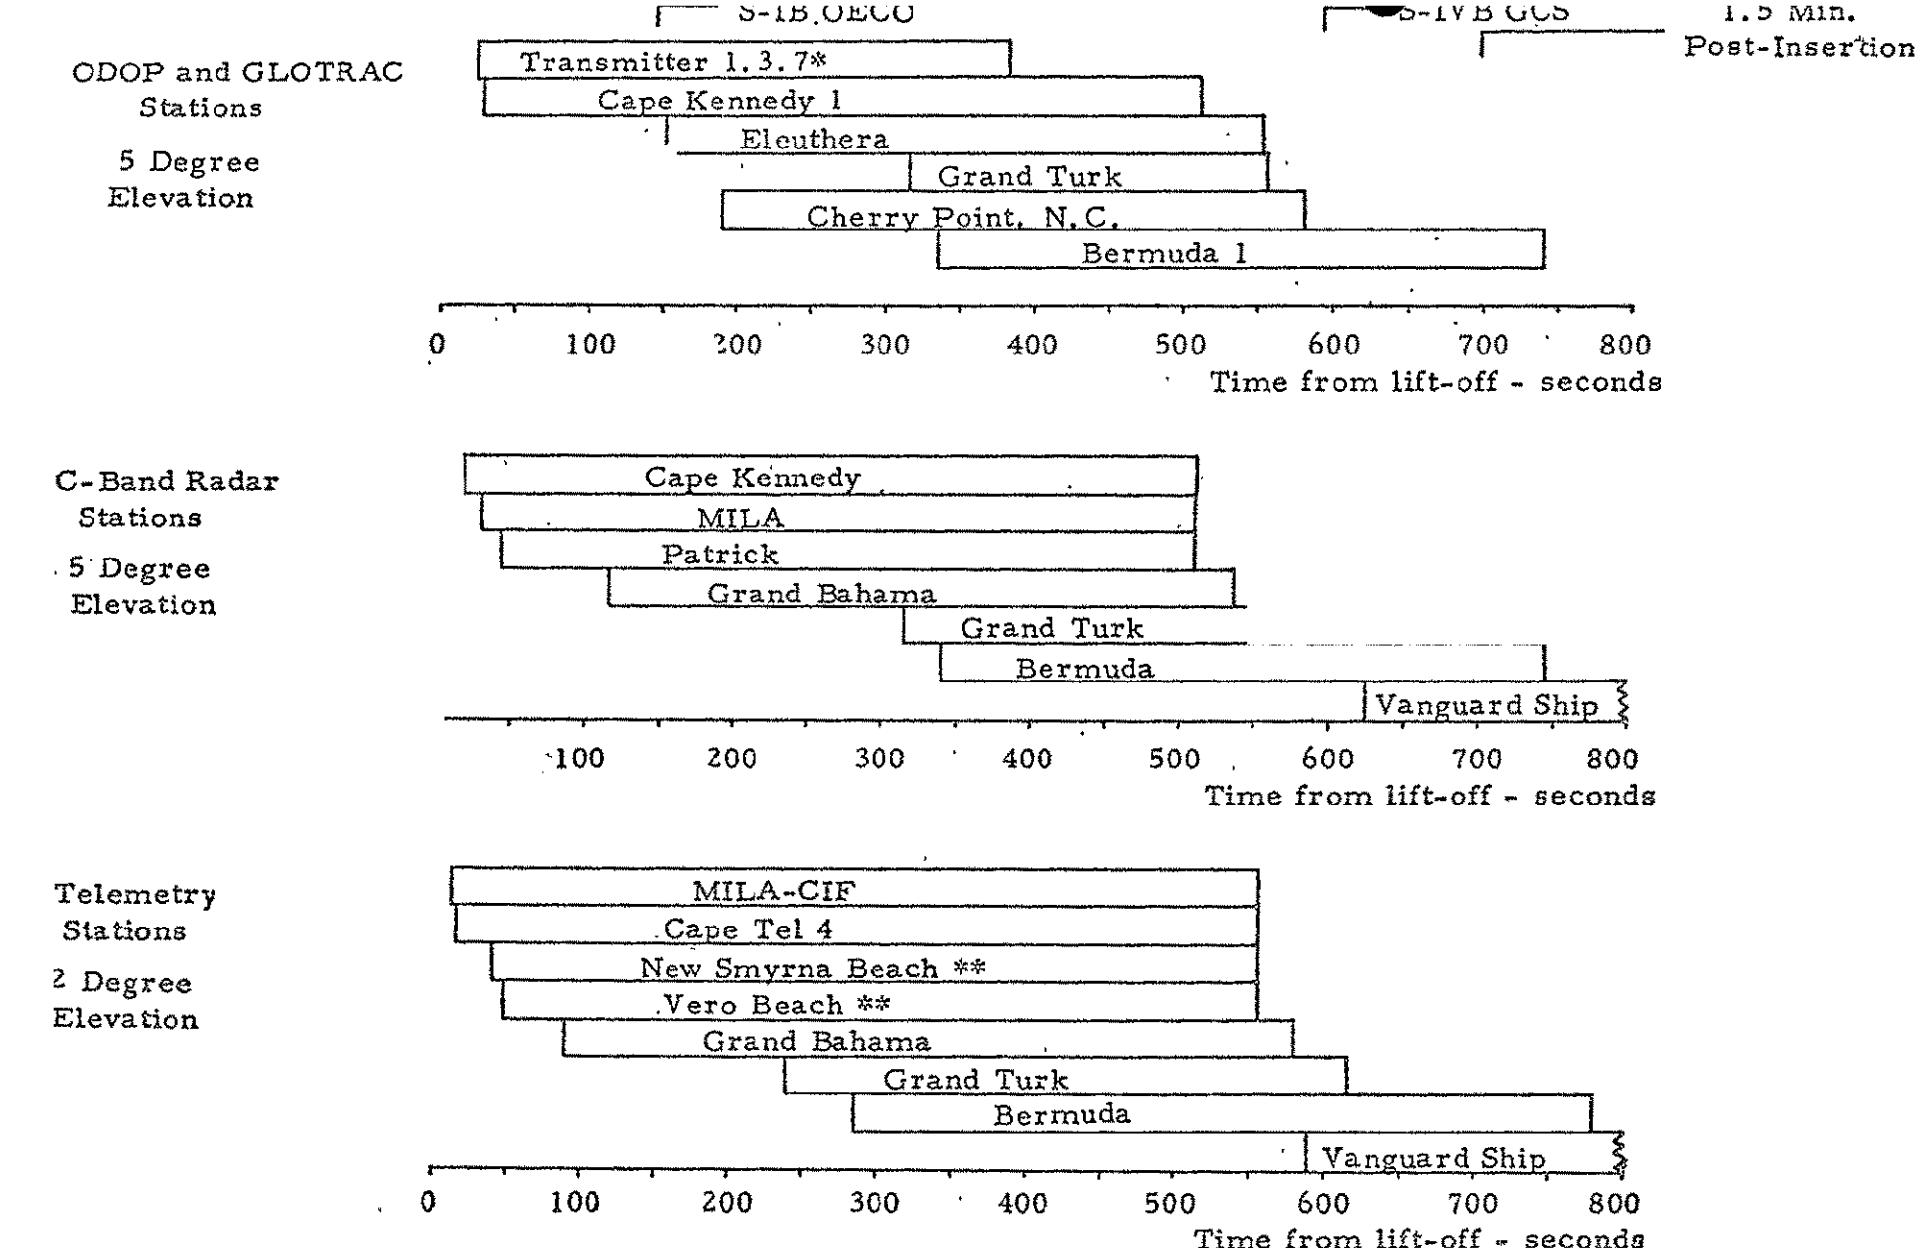 S-IB OECO
S-IVB GCS
1.5 Min.
Post-Insertion
ODOP and GLOTRAC
Stations
5 Degree
Elevation
Transmitter 1, 3, 7*
Cape Kennedy 1
Eleuthera
Grand Turk
Cherry Point, N.C.
Bermuda 1
0 100 200 300 400 500 600 700 800
Time from lift-off - seconds
C-Band Radar
Stations
5 Degree
Elevation
Cape Kennedy
MILA
Patrick
Grand Bahama
Grand Turk
Bermuda
Vanguard Ship
100 200 300 400 500 600 700 800
Time from lift-off - seconds
Telemetry
Stations
2 Degree
Elevation
MILA-CIF
Cape Tel 4
New Smyrna Beach **
Vero Beach **
Grand Bahama
Grand Turk
Bermuda
Vanguard Ship
0 100 200 300 400 500 600 700 800
Time from lift-off - seconds